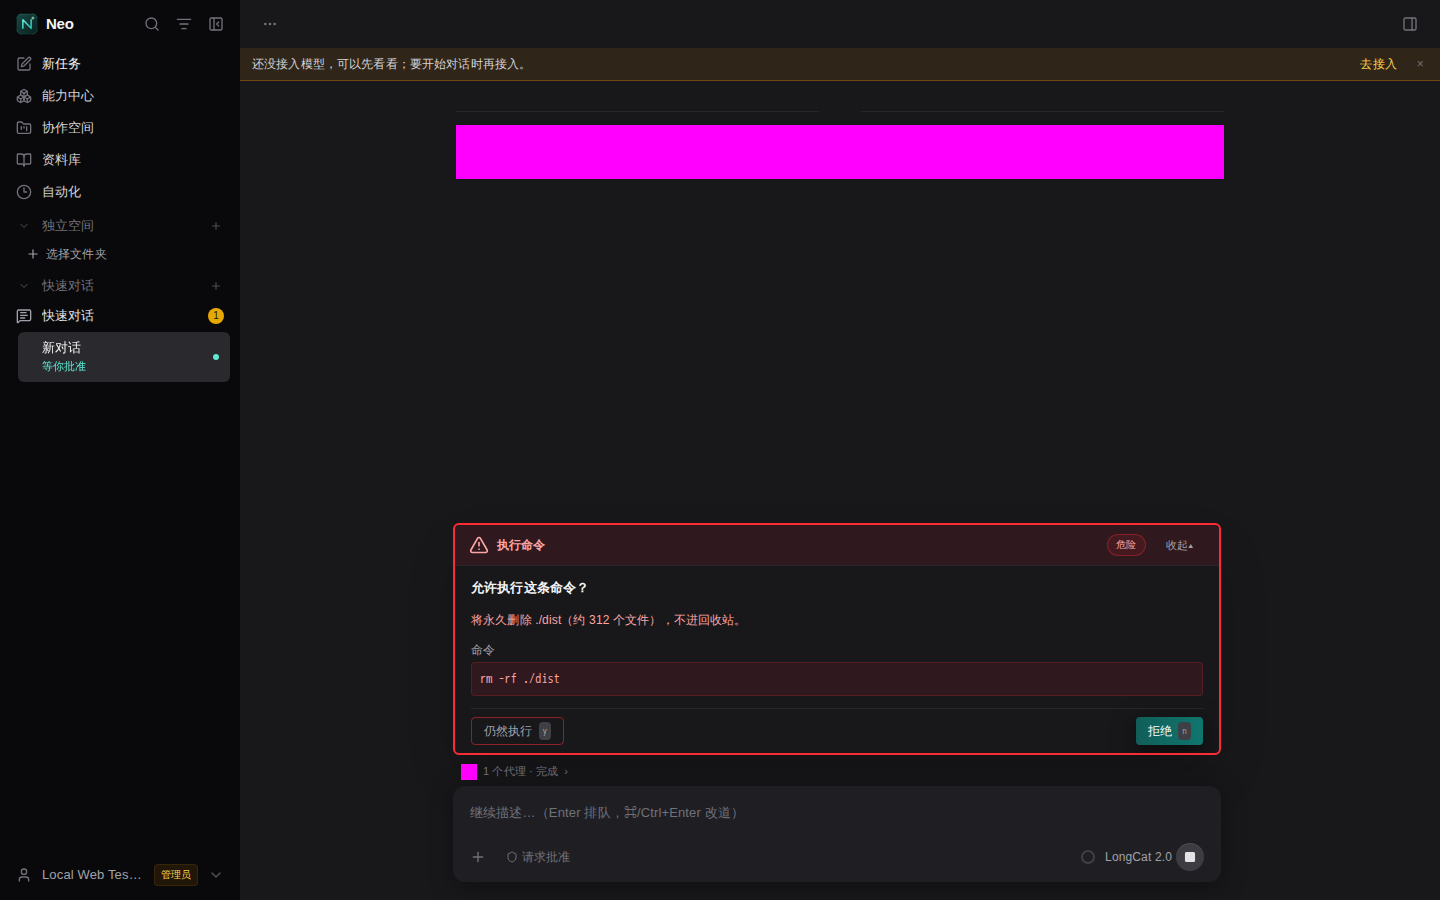 Neo
新任务
能力中心
协作空间
资料库
自动化
独立空间
选择文件夹
快速对话
快速对话 1
新对话
等你批准
Local Web Tes… 管理员
还没接入模型，可以先看看；要开始对话时再接入。 去接入 ×
执行命令 危险 收起▴
允许执行这条命令？
将永久删除 ./dist（约 312 个文件），不进回收站。
命令
rm -rf ./dist
仍然执行 y 拒绝 n
1 个代理 · 完成 ›
继续描述…（Enter 排队，⌘/Ctrl+Enter 改道）
请求批准 LongCat 2.0